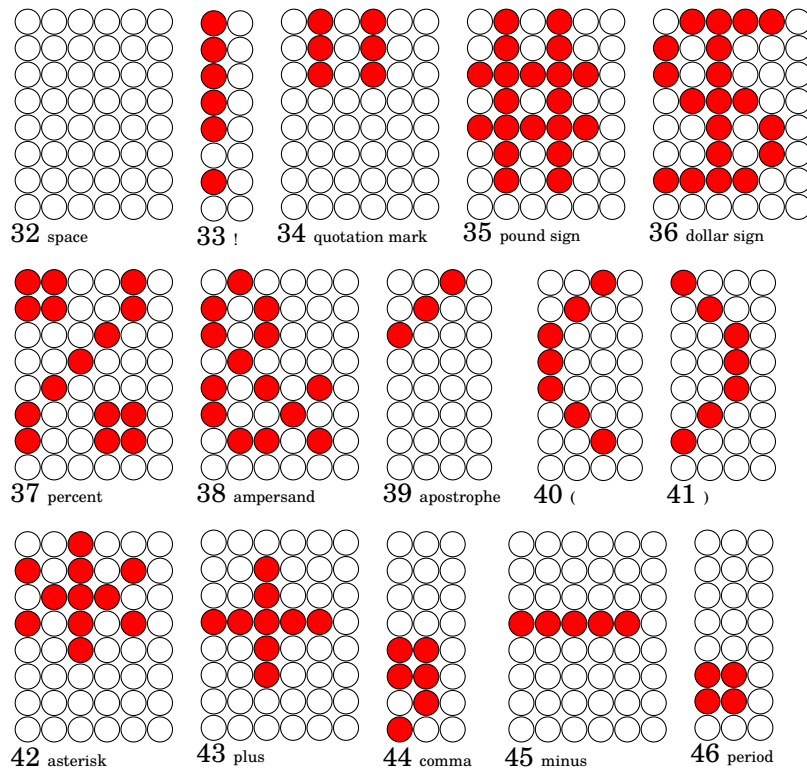 32 space 33 ! 34 quotation mark 35 pound sign 36 dollar sign
37 percent 38 ampersand 39 apostrophe 40 ( 41 )
42 asterisk 43 plus 44 comma 45 minus 46 period